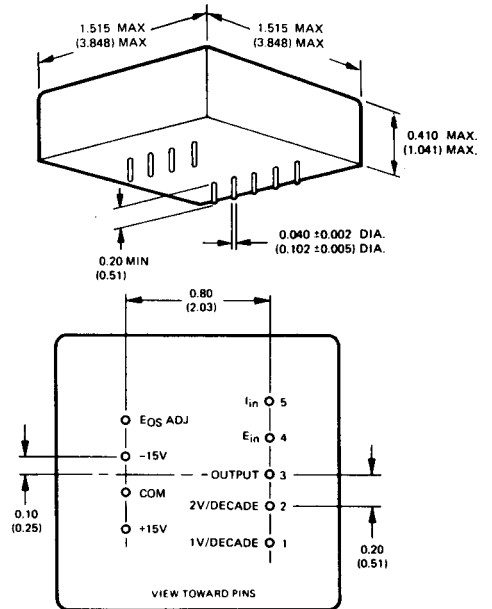 1.515 MAX
(3.848) MAX
1.515 MAX
(3.848) MAX
0.410 MAX.
(1.041) MAX.
0.20 MIN
(0.51)
0.040 ±0.002 DIA.
(0.102 ±0.005) DIA.
0.80
(2.03)
Iin 5
EOS ADJ
Ein 4
-15V
OUTPUT 3
COM
2V/DECADE 2
0.10
(0.25)
+15V
1V/DECADE 1
0.20
(0.51)
VIEW TOWARD PINS